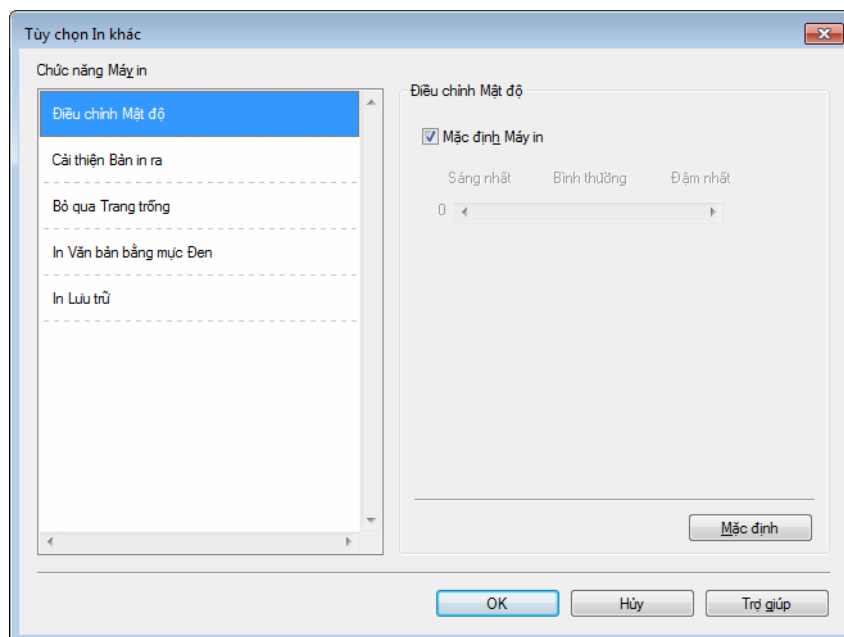 Tùy chọn In khác
Chức năng Máy in
Điều chỉnh Mật độ
Cải thiện Bản in ra
Bỏ qua Trang trống
In Văn bản bằng mực Đen
In Lưu trữ
Điều chỉnh Mật độ
Mặc định Máy in
Sáng nhất Bình thường Đậm nhất
0
Mặc định
OK Hủy Trợ giúp